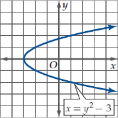 y
O
x
x = y² − 3